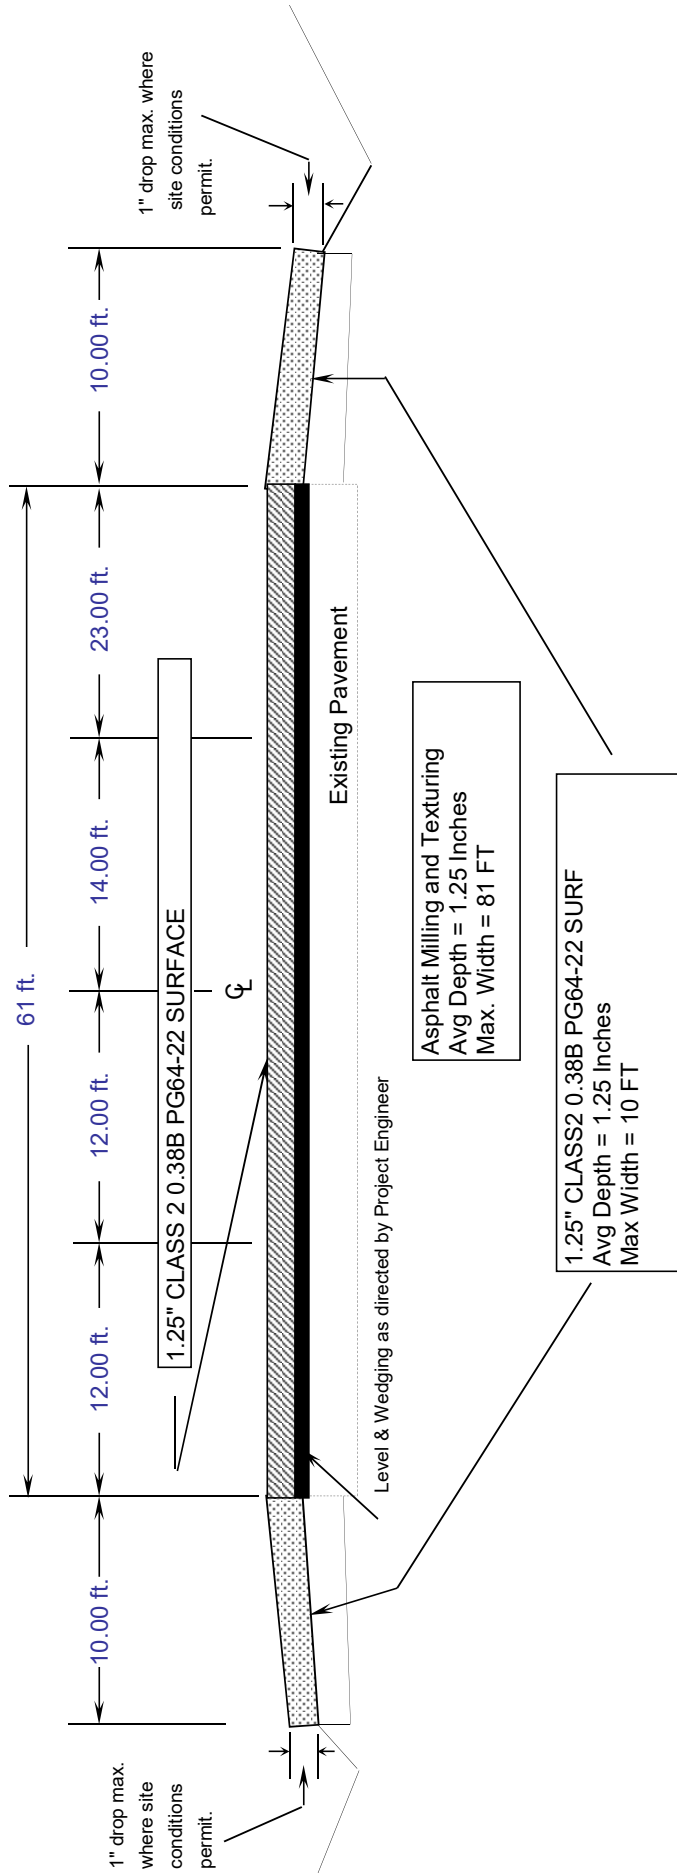 61 ft.
10.00 ft.
12.00 ft.
12.00 ft.
14.00 ft.
23.00 ft.
10.00 ft.
1" drop max.
where site
conditions
permit.
1.25" CLASS 2 0.38B PG64-22 SURFACE
CL
1" drop max. where
site conditions
permit.
Existing Pavement
Level & Wedging as directed by Project Engineer
Asphalt Milling and Texturing
Avg Depth = 1.25 Inches
Max. Width = 81 FT
1.25" CLASS2 0.38B PG64-22 SURF
Avg Depth = 1.25 Inches
Max Width = 10 FT